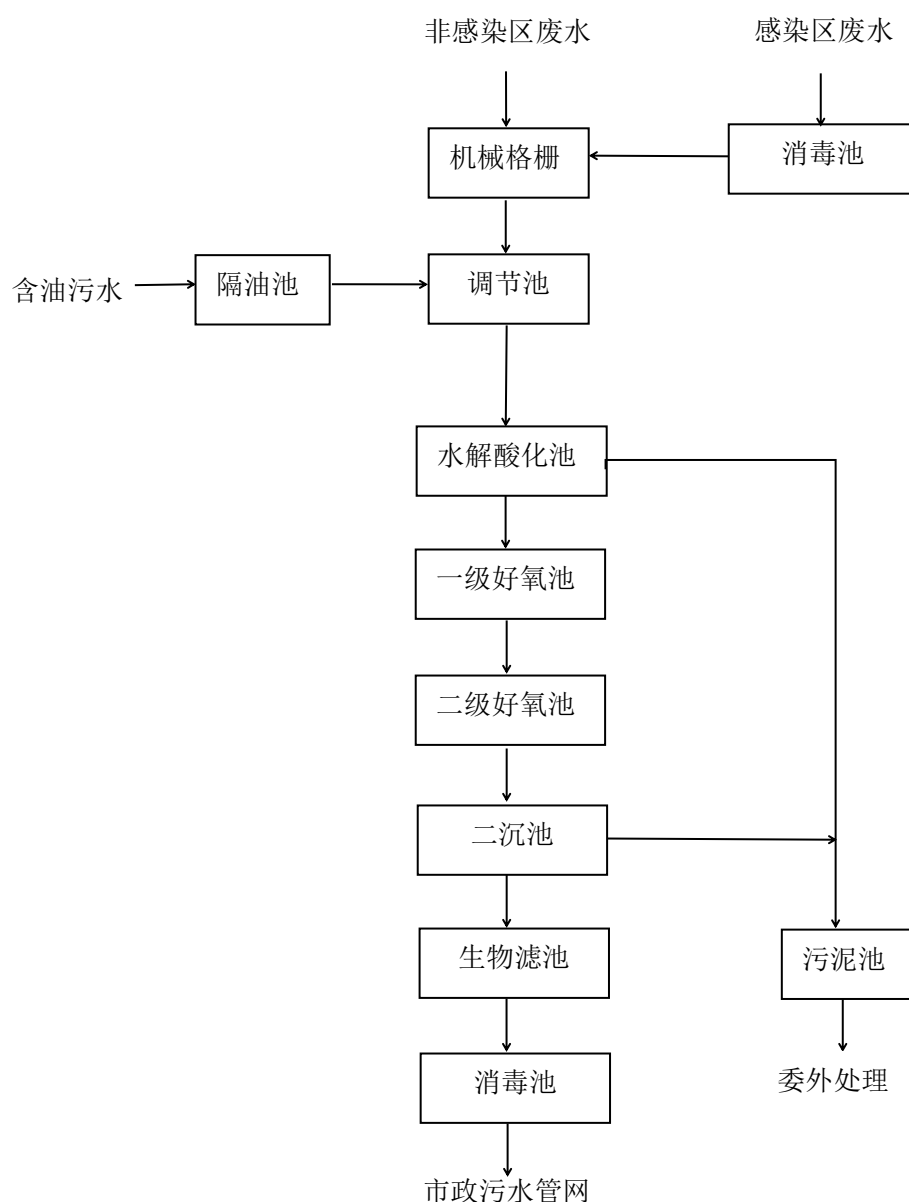 非感染区废水
感染区废水
机械格栅
消毒池
含油污水
隔油池
调节池
水解酸化池
一级好氧池
二级好氧池
二沉池
生物滤池
污泥池
消毒池
委外处理
市政污水管网